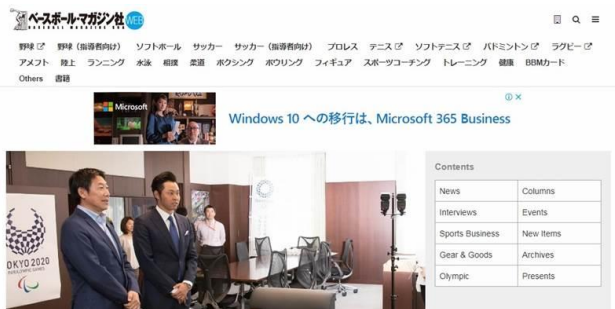 ベースボール・マガジン社 WEB
BASEBALL MAGAZINE SHA
野球 野球（指導者向け） ソフトボール サッカー サッカー（指導者向け） プロレス テニス ソフトテニス バドミントン ラグビー
アメフト 陸上 ランニング 水泳 相撲 柔道 ボクシング ボウリング フィギュア スポーツコーチング トレーニング 健康 BBMカード
Others 書籍
Microsoft
Windows 10 への移行は、Microsoft 365 Business
Contents
News Columns
Interviews Events
Sports Business New Items
Gear & Goods Archives
Olympic Presents
TOKYO 2020
PARALYMPIC GAMES